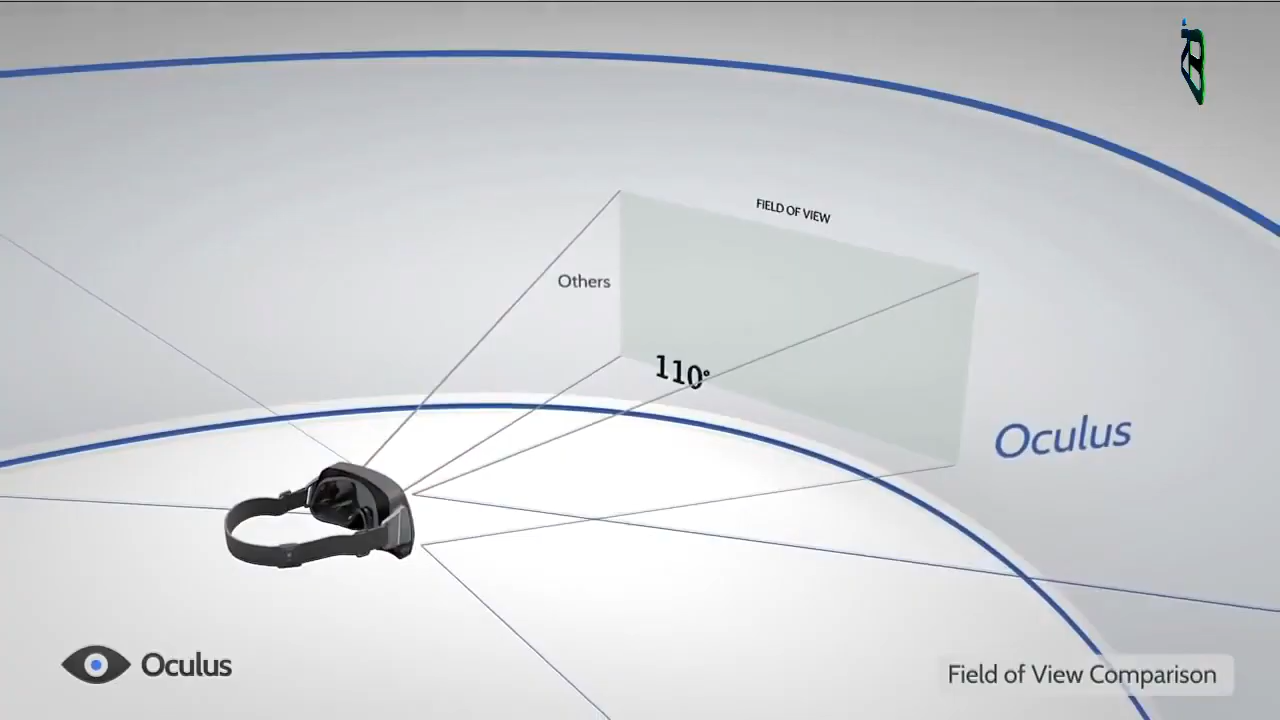 FIELD OF VIEW
Others
110°
Oculus
Oculus
Field of View Comparison